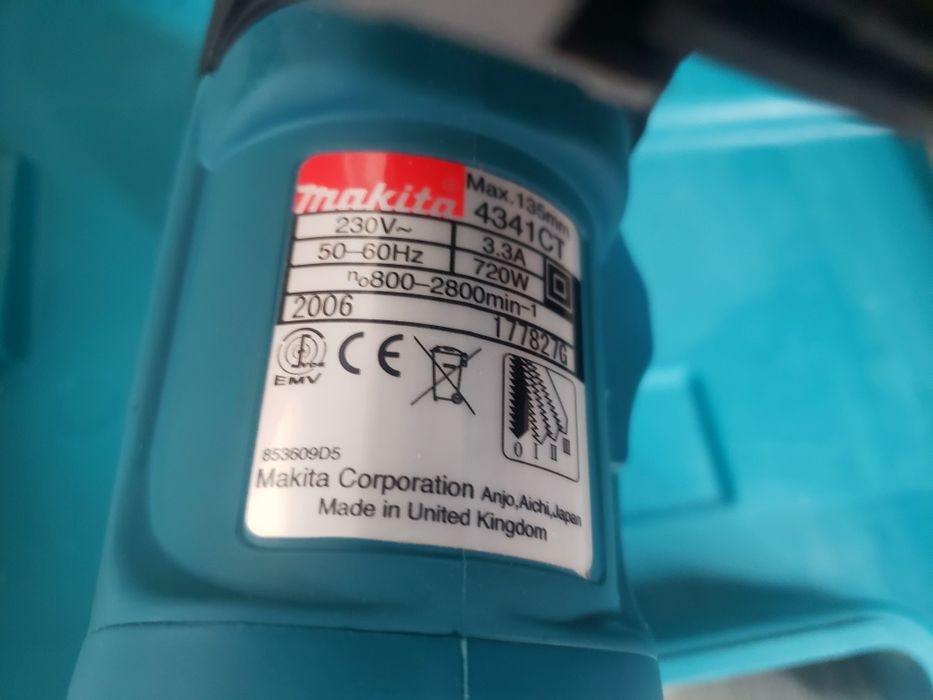 makita
Max.135mm
4341CT
230V~ 3.3A
50–60Hz 720W
no800–2800min-1
2006 177827G
EMV
CE
0 I II III
853609D5
Makita Corporation Anjo,Aichi,Japan
Made in United Kingdom